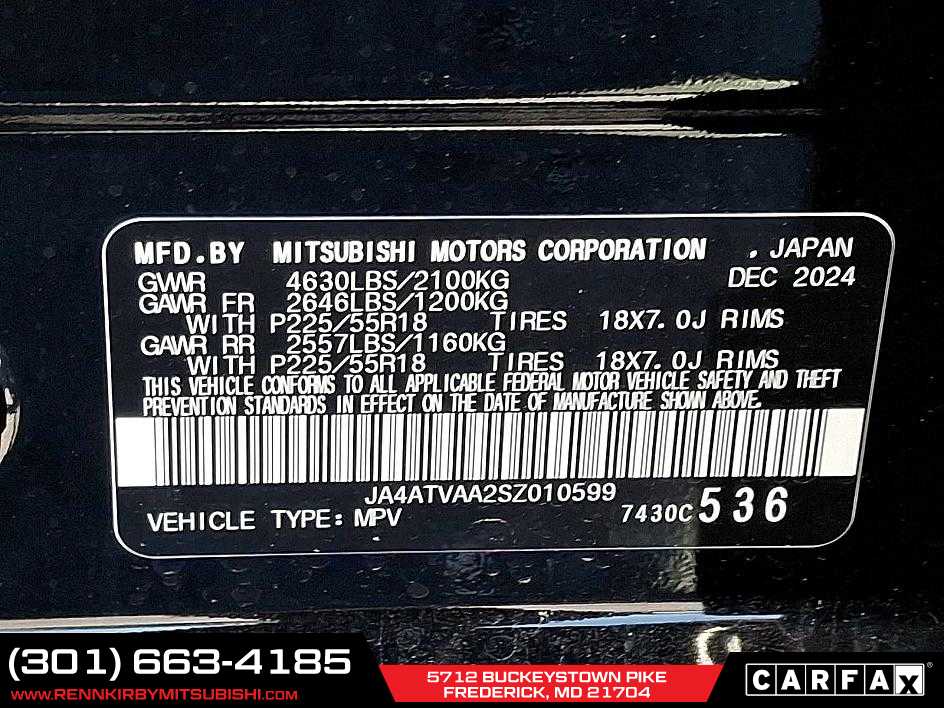 MFD.BY MITSUBISHI MOTORS CORPORATION . JAPAN
GVWR 4630LBS/2100KG DEC 2024
GAWR FR 2646LBS/1200KG
WITH P225/55R18 TIRES 18X7.0J RIMS
GAWR RR 2557LBS/1160KG
WITH P225/55R18 TIRES 18X7.0J RIMS
THIS VEHICLE CONFORMS TO ALL APPLICABLE FEDERAL MOTOR VEHICLE SAFETY AND THEFT
PREVENTION STANDARDS IN EFFECT ON THE DATE OF MANUFACTURE SHOWN ABOVE.
JA4ATVAA2SZ010599
VEHICLE TYPE: MPV 7430C 536
(301) 663-4185
WWW.RENNKIRBYMITSUBISHI.COM
5712 BUCKEYSTOWN PIKE
FREDERICK, MD 21704
CARFAX